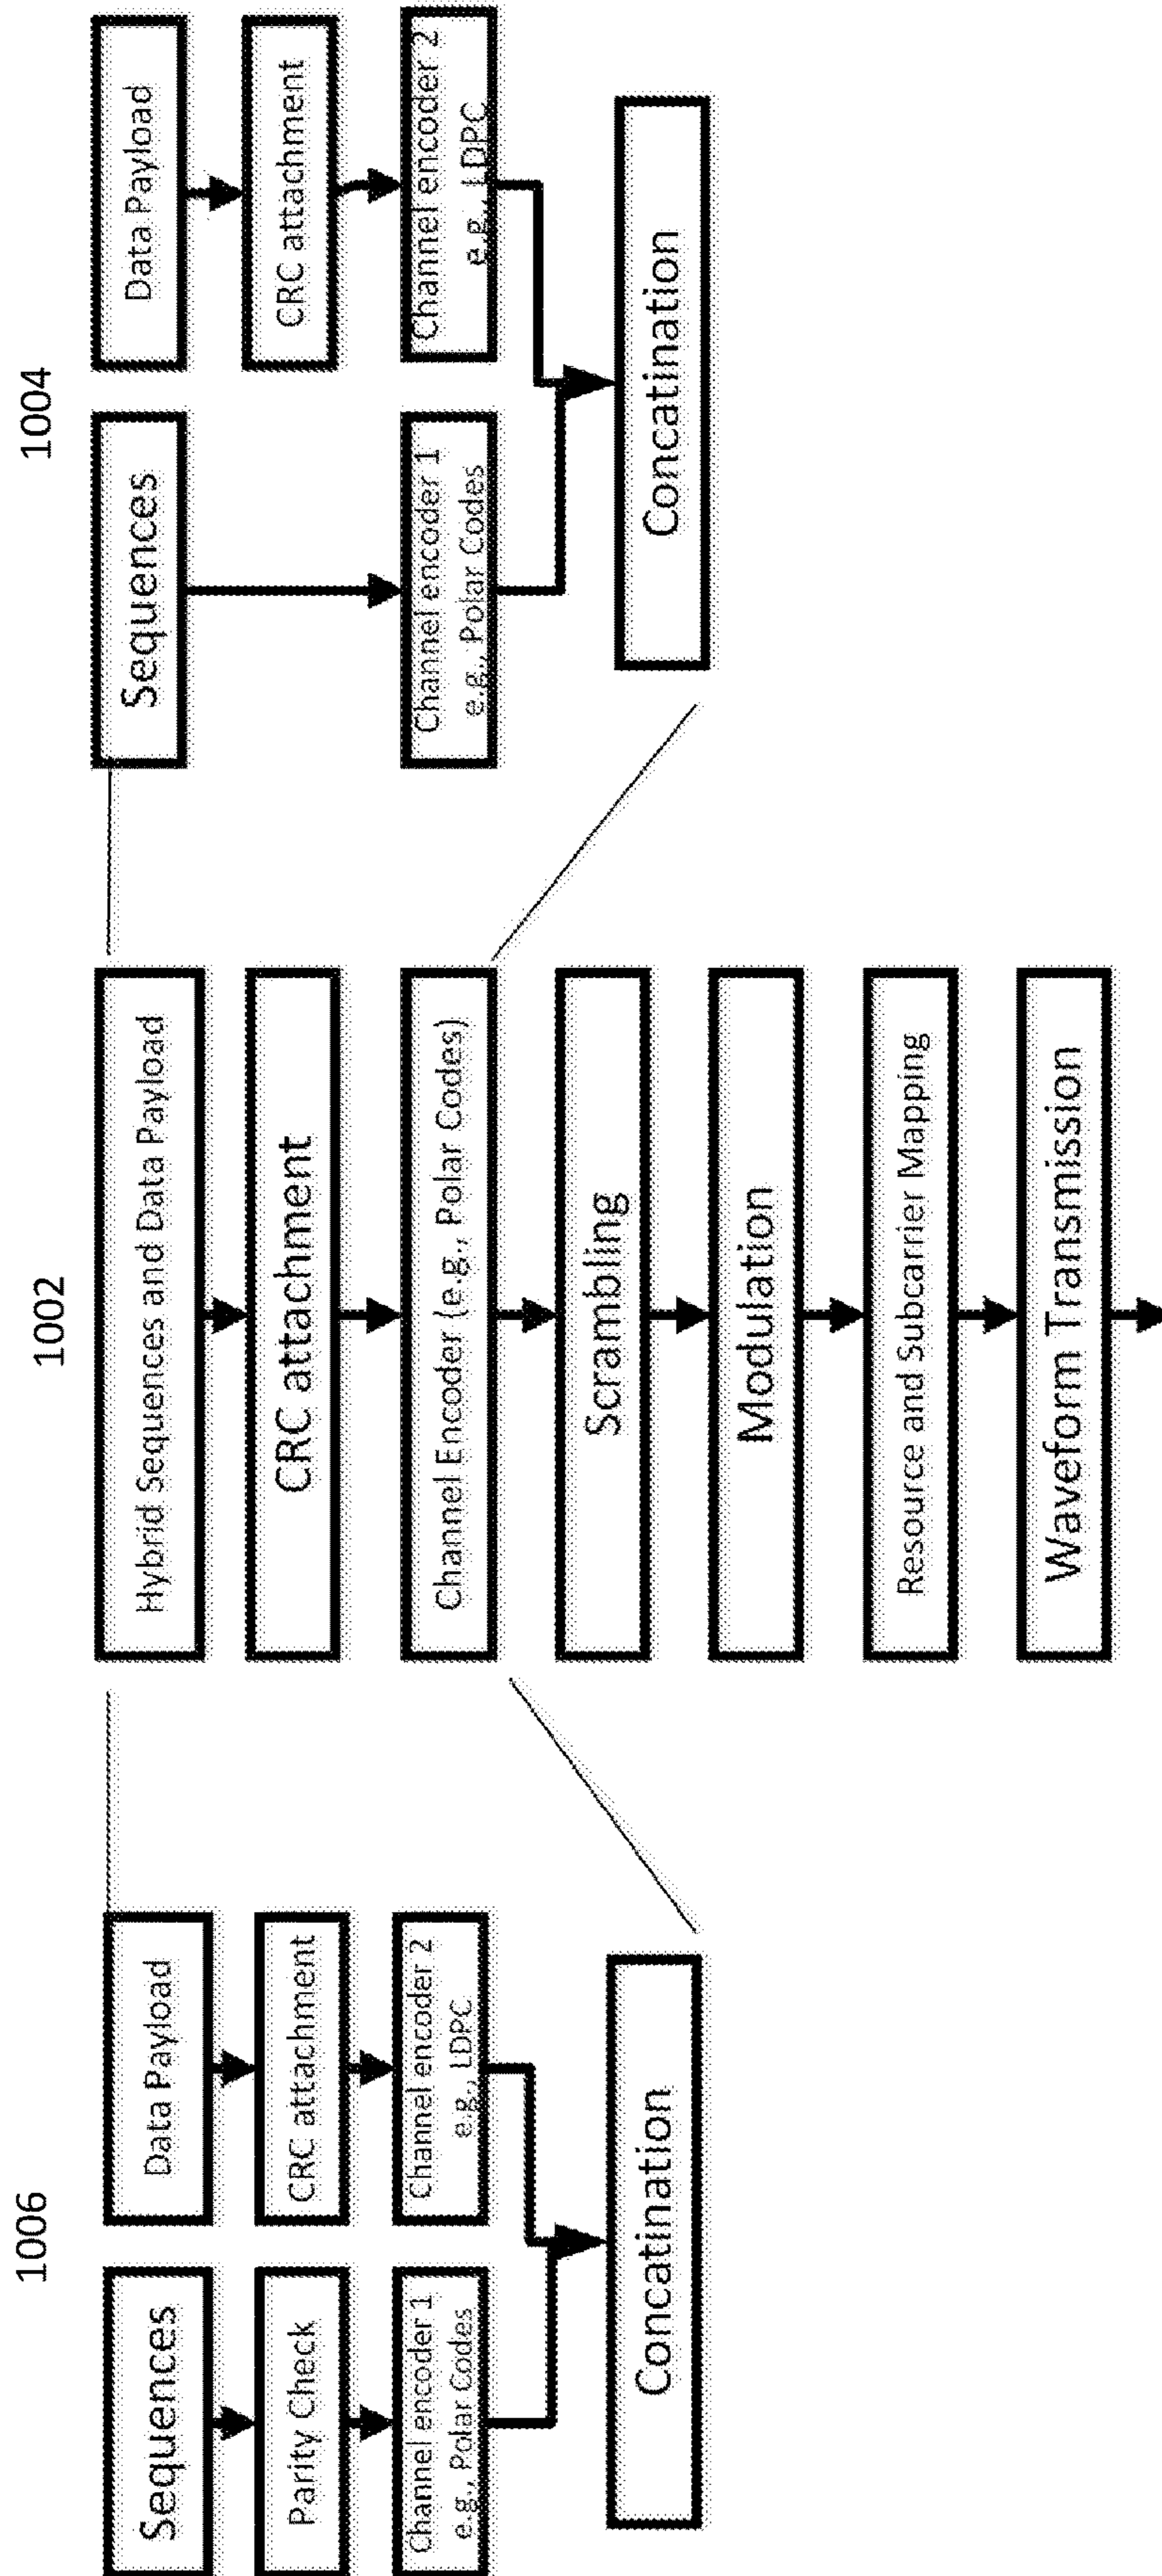 1006
Sequences
Parity Check
Channel encoder 1
e.g., Polar Codes
Data Payload
CRC attachment
Channel encoder 2
e.g., LDPC
Concatination
1002
Hybrid Sequences and Data Payload
CRC attachment
Channel Encoder (e.g., Polar Codes)
Scrambling
Modulation
Resource and Subcarrier Mapping
Waveform Transmission
1004
Sequences
Channel encoder 1
e.g., Polar Codes
Data Payload
CRC attachment
Channel encoder 2
e.g., LDPC
Concatination